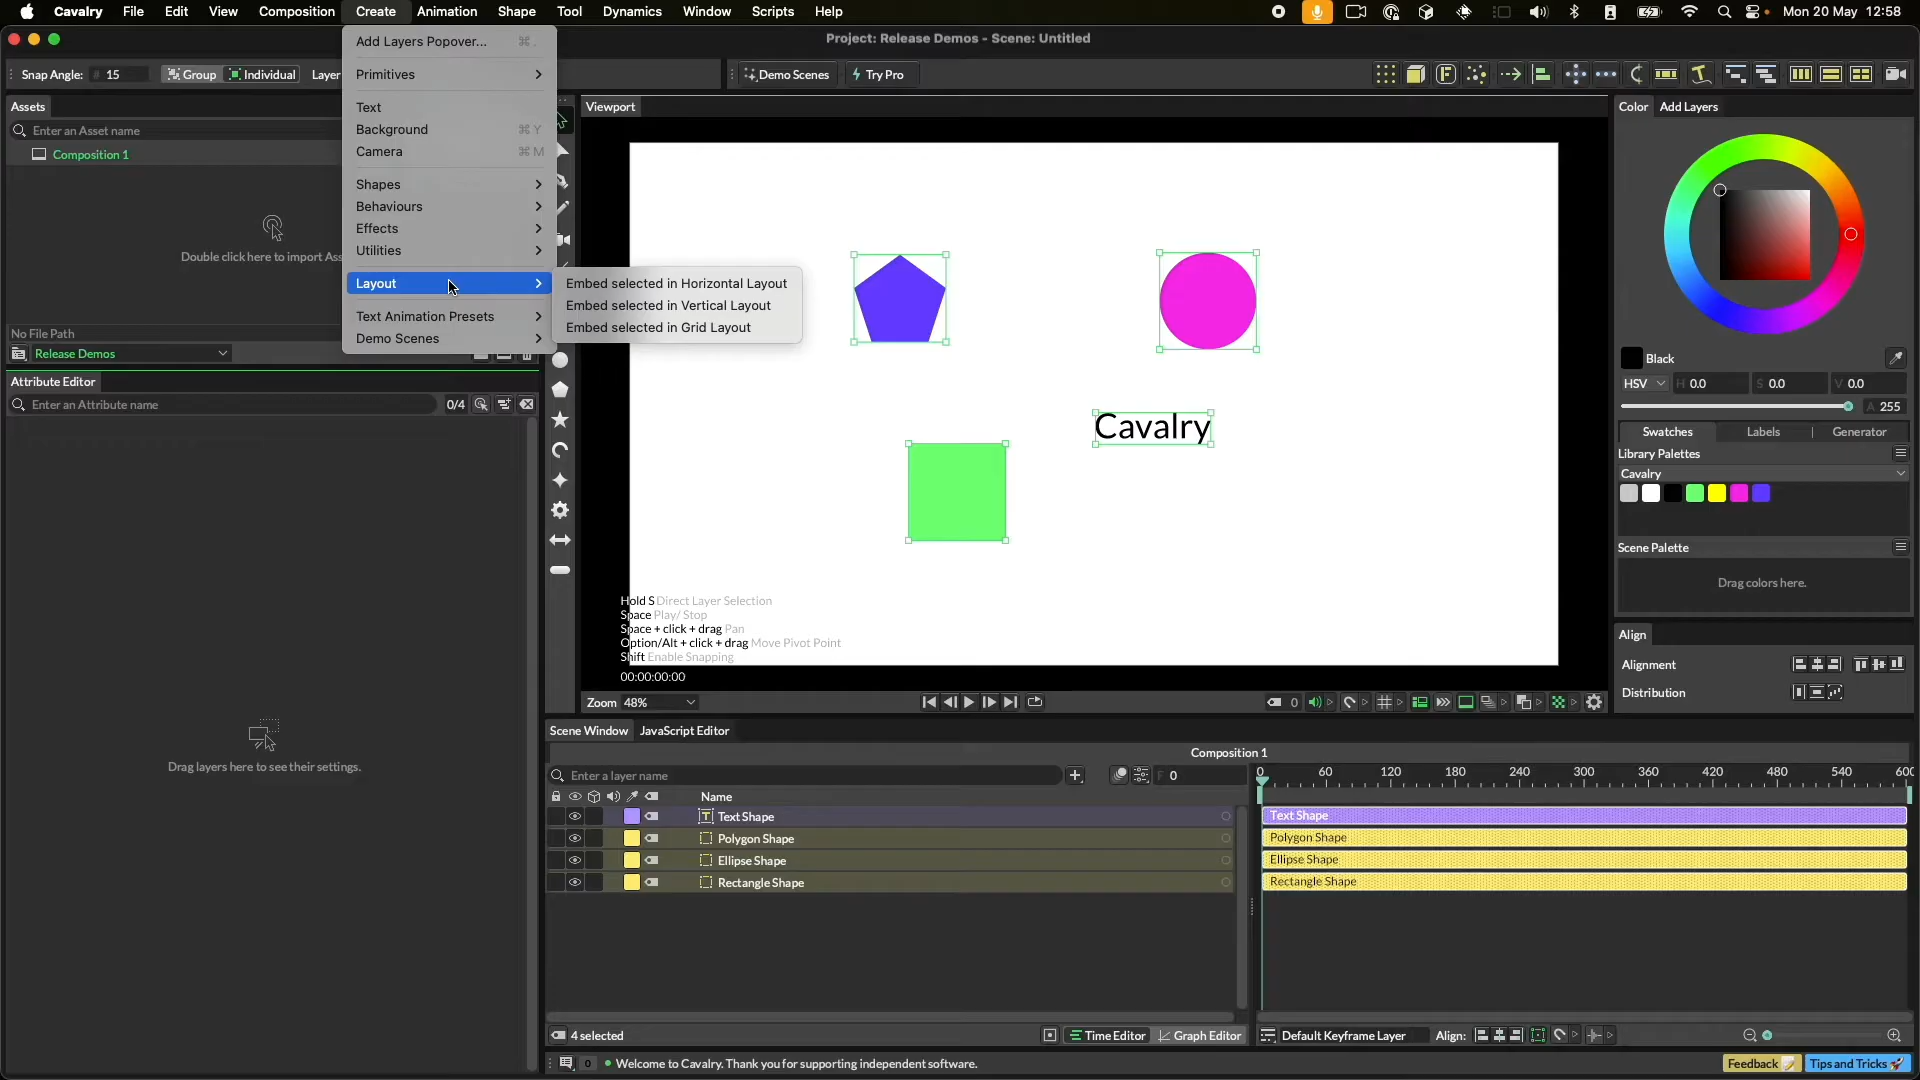 Cavalry File Edit View Composition Create Animation Shape Tool Dynamics Window Scripts Help Mon 20 May 12:58
Project: Release Demos - Scene: Untitled
Snap Angle: # 15 Group Individual Layer Demo Scenes Try Pro
Add Layers Popover... ⌘ .
Primitives
Text
Background ⌘ Y
Camera ⌘ M
Shapes
Behaviours
Effects
Utilities
Layout
Text Animation Presets
Demo Scenes
Embed selected in Horizontal Layout
Embed selected in Vertical Layout
Embed selected in Grid Layout
Assets
Enter an Asset name
Composition 1
Double click here to import Ass
No File Path
Release Demos
Attribute Editor
Enter an Attribute name 0/4
Drag layers here to see their settings.
Viewport
Cavalry
Hold S Direct Layer Selection
Space Play/ Stop
Space + click + drag Pan
Option/Alt + click + drag Move Pivot Point
Shift Enable Snapping
00:00:00:00
Zoom 48% 0
Color Add Layers
Black
HSV H 0.0 S 0.0 V 0.0
A 255
Swatches Labels Generator
Library Palettes
Cavalry
Scene Palette
Drag colors here.
Align
Alignment
Distribution
Scene Window JavaScript Editor
Composition 1
Enter a layer name F 0
0 60 120 180 240 300 360 420 480 540 600
Name
Text Shape Text Shape
Polygon Shape Polygon Shape
Ellipse Shape Ellipse Shape
Rectangle Shape Rectangle Shape
4 selected Time Editor Graph Editor Default Keyframe Layer Align:
0 Welcome to Cavalry. Thank you for supporting independent software. Feedback Tips and Tricks